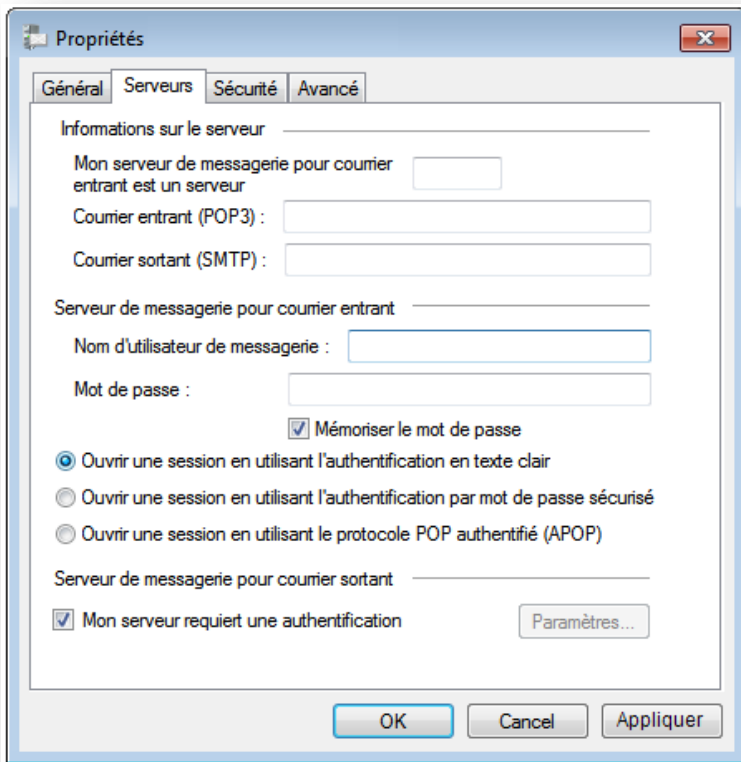 Propriétés
Général Serveurs Sécurité Avancé
Informations sur le serveur
Mon serveur de messagerie pour courrier
entrant est un serveur
Courrier entrant (POP3) :
Courrier sortant (SMTP) :
Serveur de messagerie pour courrier entrant
Nom d'utilisateur de messagerie :
Mot de passe :
Mémoriser le mot de passe
Ouvrir une session en utilisant l'authentification en texte clair
Ouvrir une session en utilisant l'authentification par mot de passe sécurisé
Ouvrir une session en utilisant le protocole POP authentifié (APOP)
Serveur de messagerie pour courrier sortant
Mon serveur requiert une authentification Paramètres...
OK Cancel Appliquer